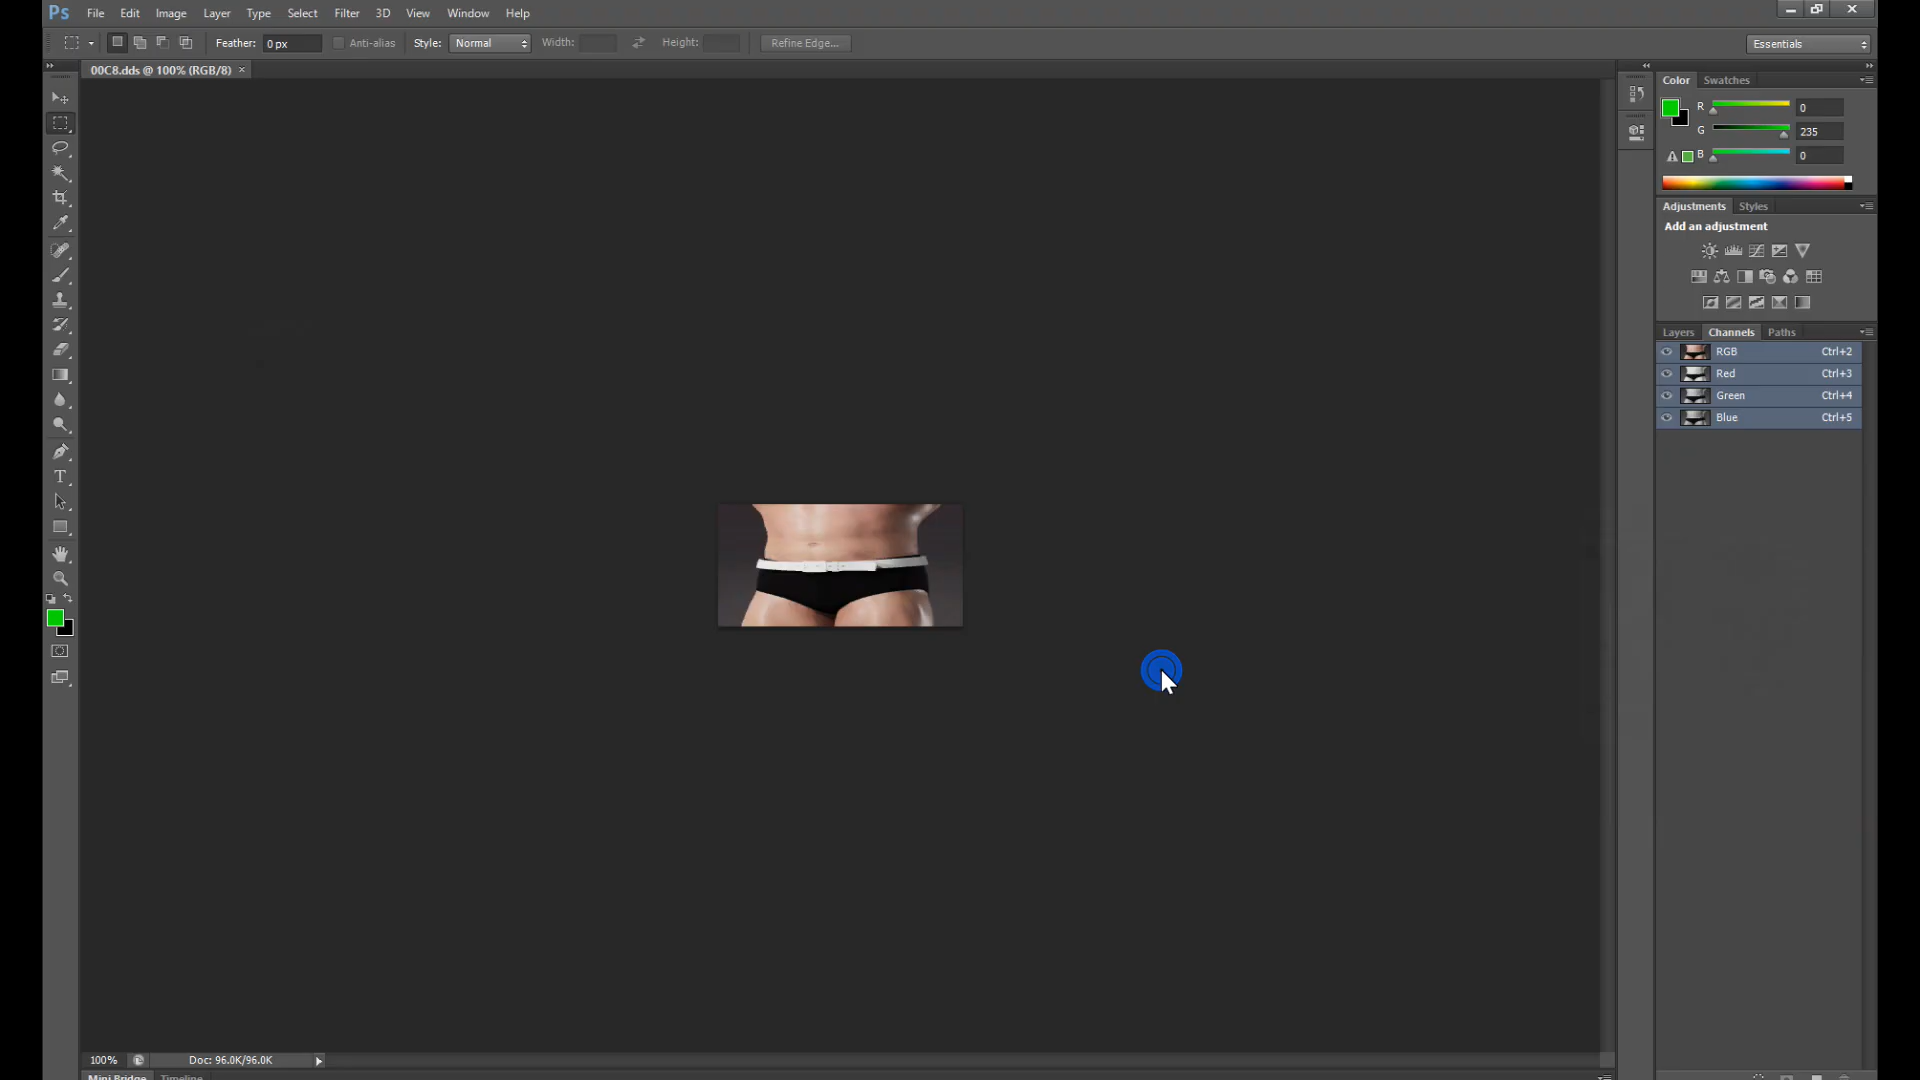 Ps File Edit Image Layer Type Select Filter 3D View Window Help
Feather: 0 px Anti-alias Style: Normal Width: Height: Refine Edge... Essentials
00C8.dds @ 100% (RGB/8) ×
Color Swatches
R 0
G 235
B 0
Adjustments Styles
Add an adjustment
Layers Channels Paths
RGB Ctrl+2
Red Ctrl+3
Green Ctrl+4
Blue Ctrl+5
T
100% Doc: 96.0K/96.0K
Mini Bridge Timeline